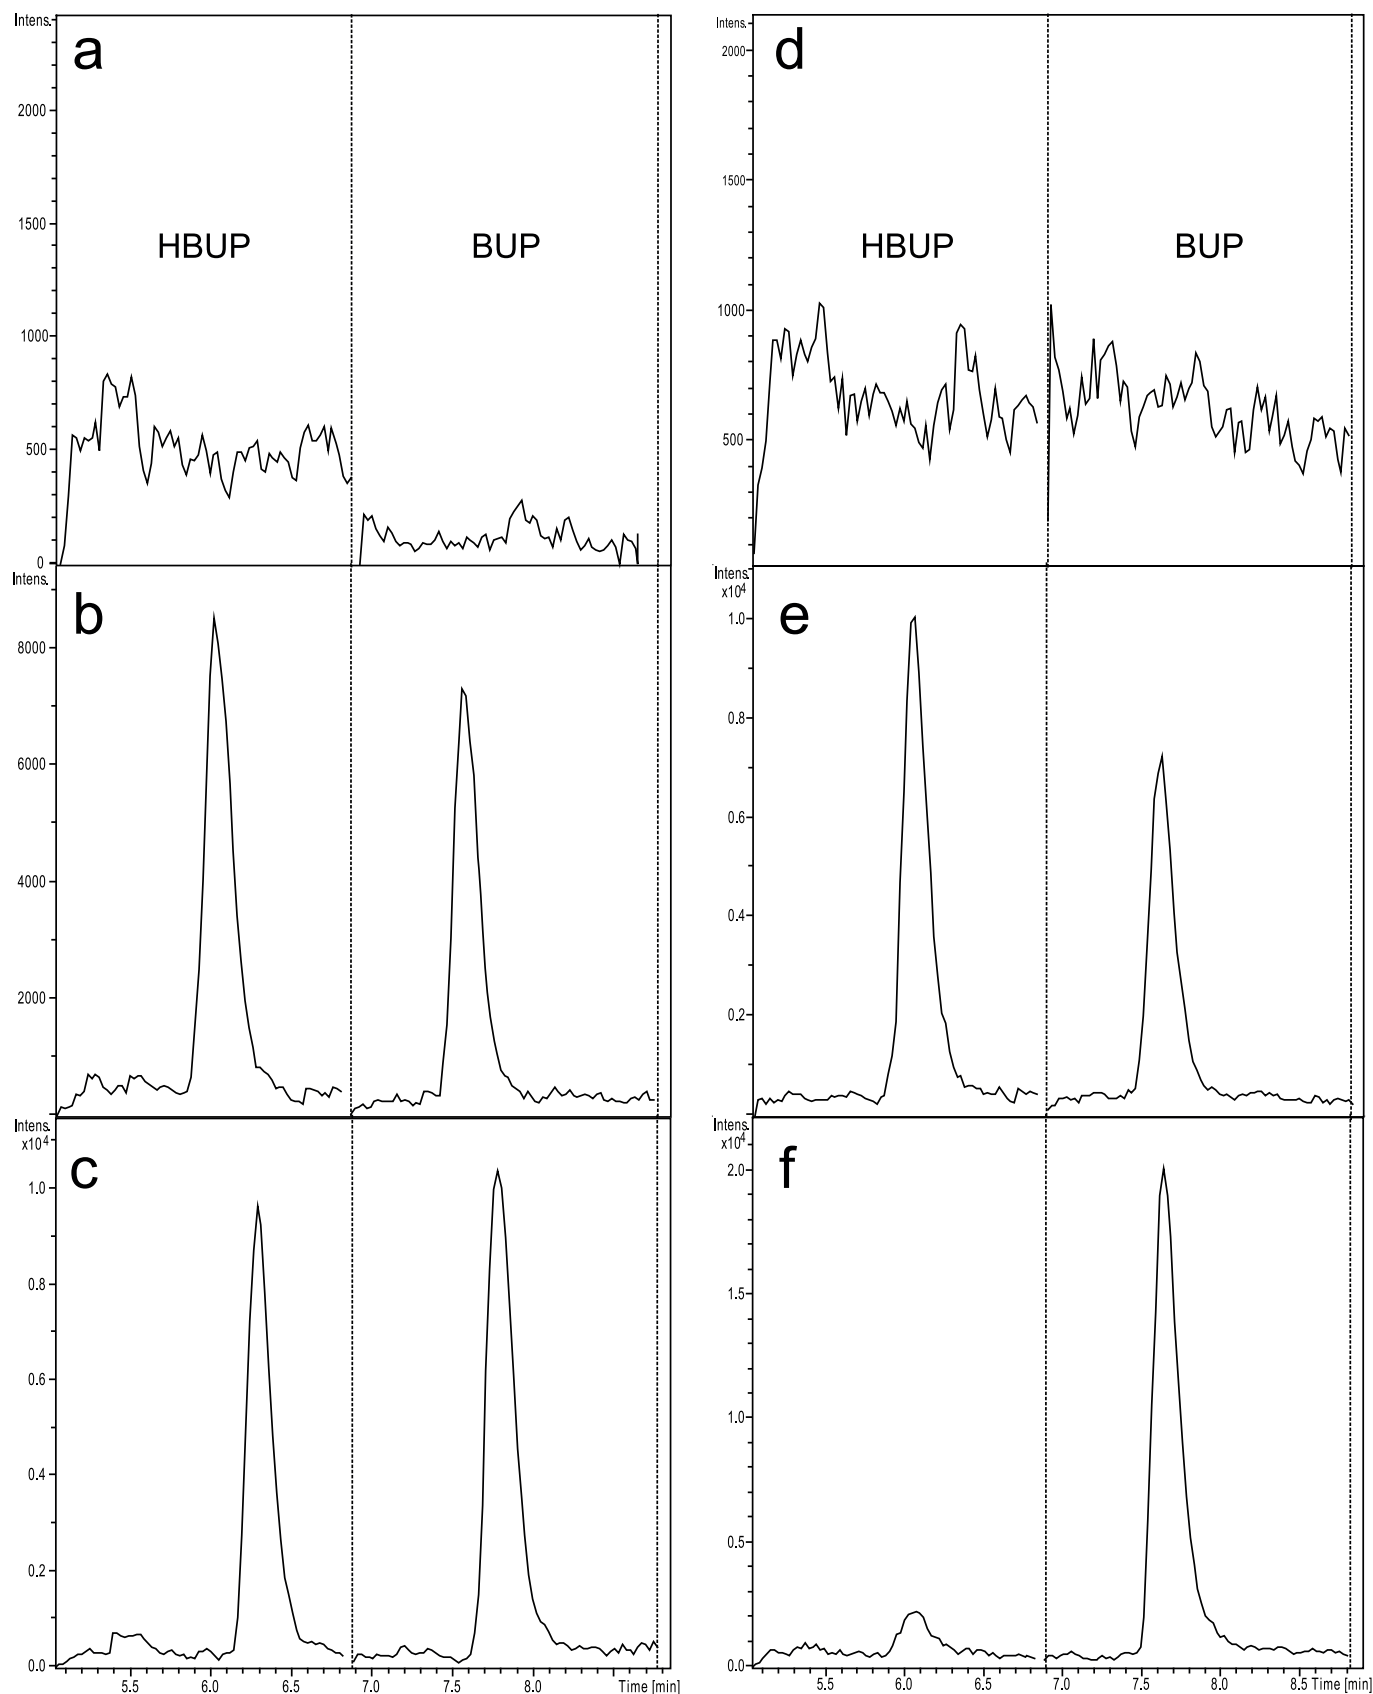 Intens.
a
2000
1500
HBUP BUP
1000
500
0
Intens.
b
8000
6000
4000
2000
Intens.
x10⁴
c
1.0
0.8
0.6
0.4
0.2
0.0
5.5 6.0 6.5 7.0 7.5 8.0 Time [min]
Intens.
d
2000
1500
HBUP BUP
1000
500
Intens.
x10⁴
e
1.0
0.8
0.6
0.4
0.2
Intens.
x10⁴
f
2.0
1.5
1.0
0.5
0.0
5.5 6.0 6.5 7.0 7.5 8.0 8.5 Time [min]